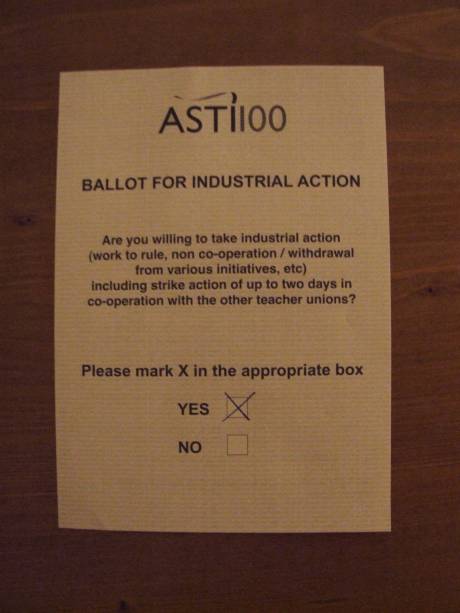 ASTI100
BALLOT FOR INDUSTRIAL ACTION
Are you willing to take industrial action
(work to rule, non co-operation / withdrawal
from various initiatives, etc)
including strike action of up to two days in
co-operation with the other teacher unions?
Please mark X in the appropriate box
YES X
NO